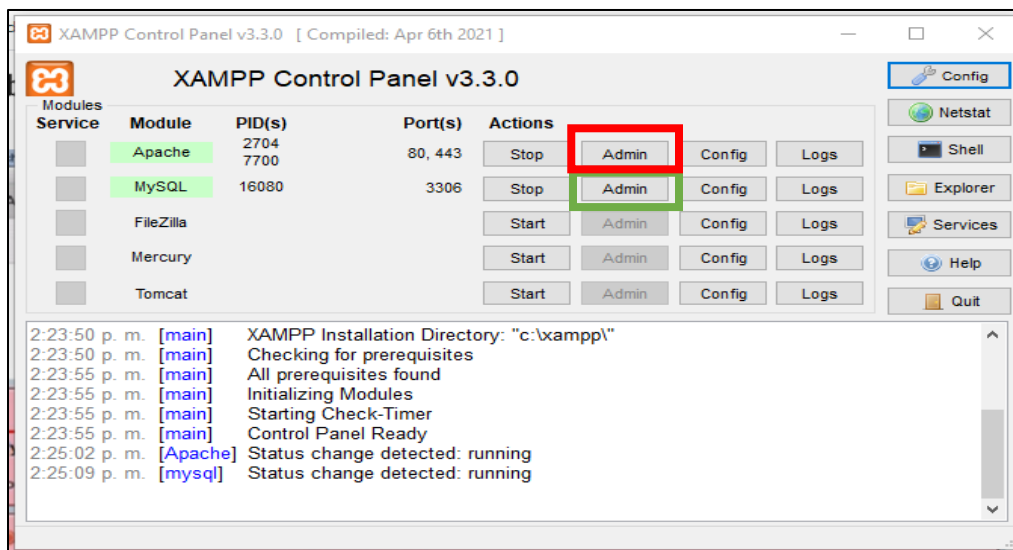 XAMPP Control Panel v3.3.0 [ Compiled: Apr 6th 2021 ]
XAMPP Control Panel v3.3.0
Modules
Service Module PID(s) Port(s) Actions
Apache 2704 7700 80, 443 Stop Admin Config Logs
MySQL 16080 3306 Stop Admin Config Logs
FileZilla Start Admin Config Logs
Mercury Start Admin Config Logs
Tomcat Start Admin Config Logs
Config
Netstat
Shell
Explorer
Services
Help
Quit
2:23:50 p. m. [main] XAMPP Installation Directory: "c:\xampp\"
2:23:50 p. m. [main] Checking for prerequisites
2:23:55 p. m. [main] All prerequisites found
2:23:55 p. m. [main] Initializing Modules
2:23:55 p. m. [main] Starting Check-Timer
2:23:55 p. m. [main] Control Panel Ready
2:25:02 p. m. [Apache] Status change detected: running
2:25:09 p. m. [mysql] Status change detected: running